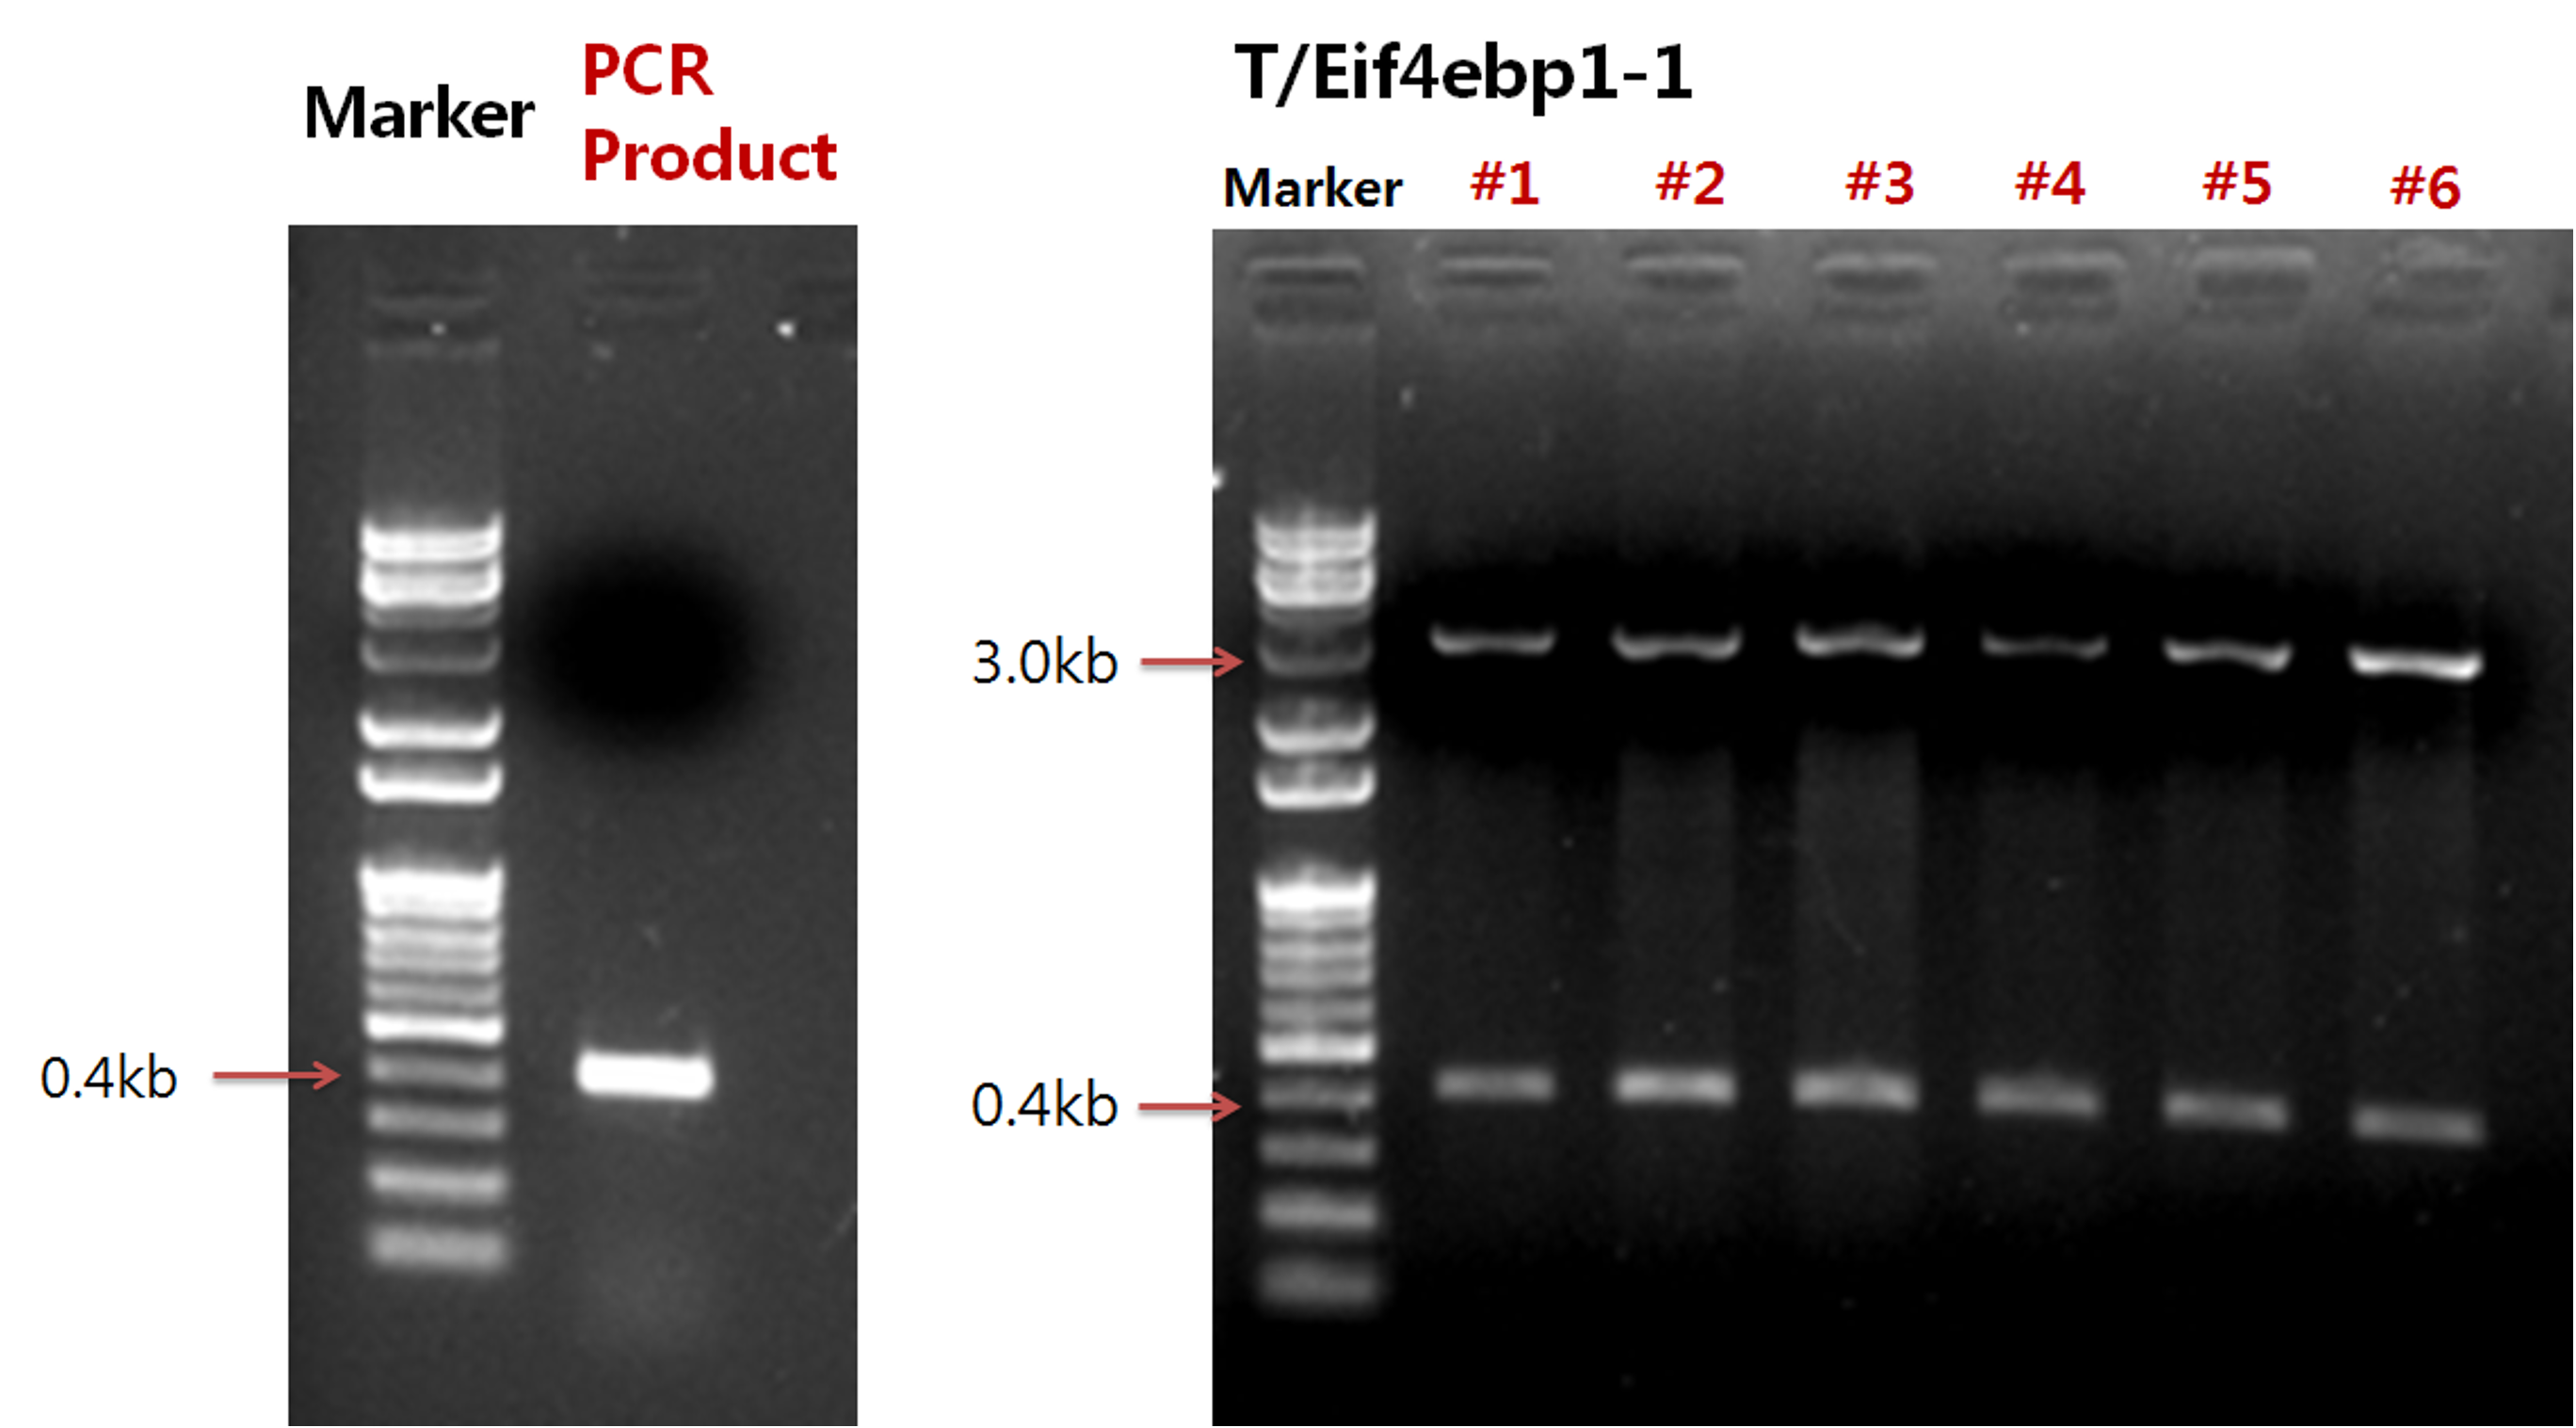 Marker
PCR
Product
0.4kb
T/Eif4ebp1-1
Marker #1 #2 #3 #4 #5 #6
3.0kb
0.4kb